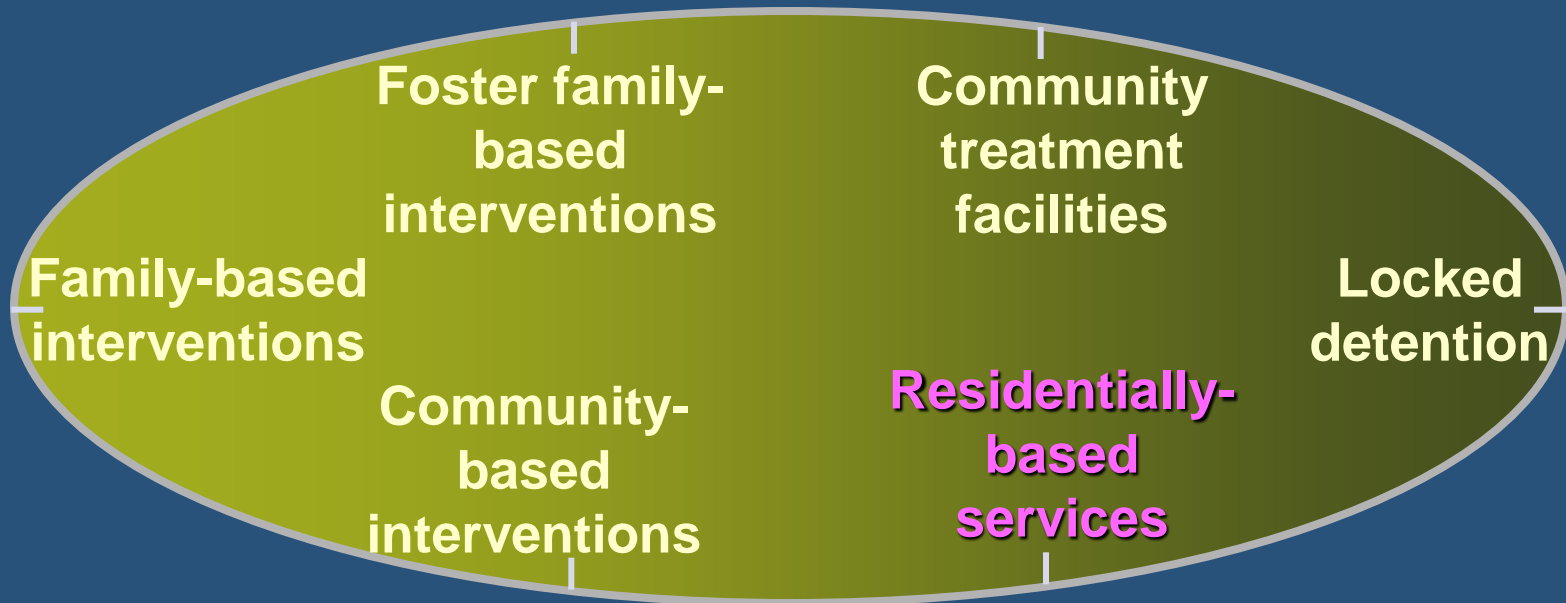 Foster family-
based
interventions
Community
treatment
facilities
Family-based
interventions
Locked
detention
Community-
based
interventions
Residentially-
based
services